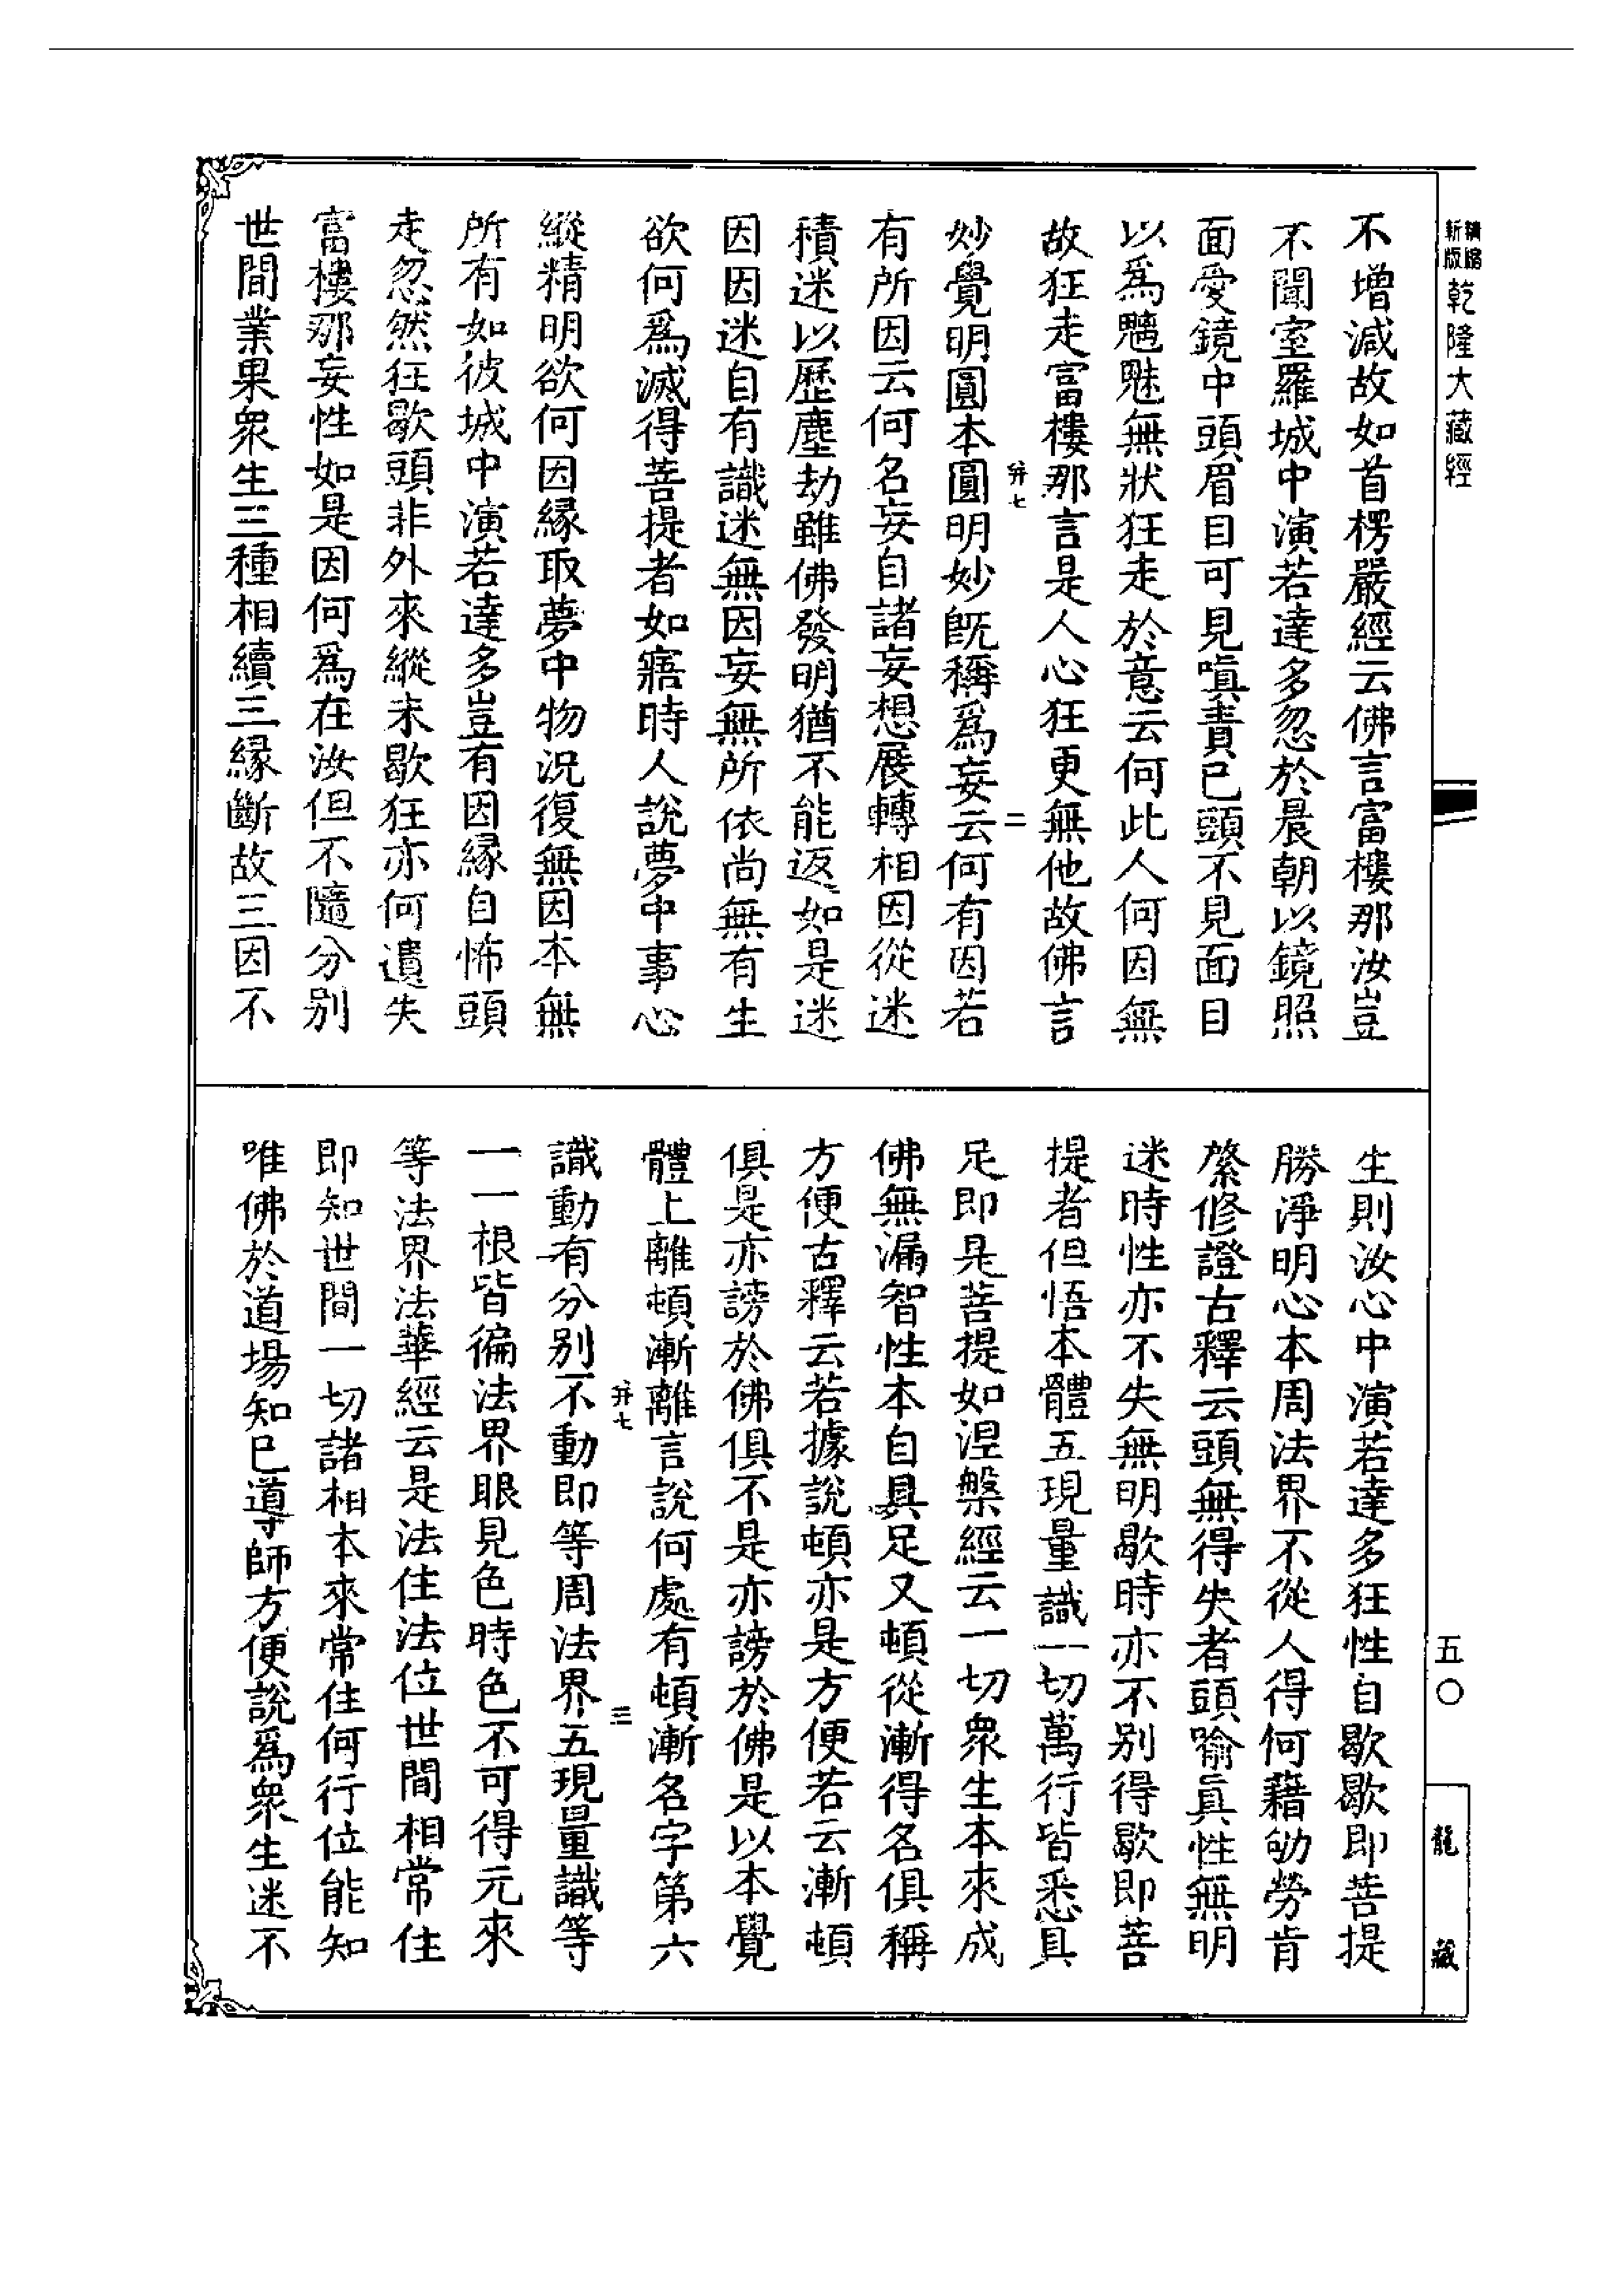 新版
乾隆大藏經
不增減故如首楞嚴經云佛言富樓那汝豈
不聞室羅城中演若達多忽於晨朝以鏡照
面愛鏡中頭眉目可見嗔責已頭不見面目
以爲魑魅無狀狂走於意云何此人何因無
故狂走富樓那言是人心狂更無他故佛言
妙覺明圓本圓明妙旣稱爲妄云何有因若
有所因云何名妄自諸妄想展轉相因從迷
積迷以歷塵劫雖佛發明猶不能返如是迷
因因迷自有識迷無因妄無所依尚無有生
欲何爲滅得菩提者如寤時人說夢中事心
縱精明欲何因緣取夢中物況復無因本無
所有如彼城中演若達多豈有因緣自怖頭
走忽然狂歇頭非外來縱未歇狂亦何遺失
富樓那妄性如是因何爲在汝但不隨分別
世間業果衆生三種相續三緣斷故三因不
生則汝心中演若達多狂性自歇歇即菩提
勝淨明心本周法界不從人得何藉劬勞肯
綮修證古釋云頭無得失者頭喻眞性無明
迷時性亦不失無明歇時亦不別得歇即菩
提者但悟本體五現量識一切萬行皆悉具
足即是菩提如涅槃經云一切衆生本來成
佛無漏智性本自具足又頓從漸得名俱稱
方便古釋云若據說頓亦是方便若云漸頓
俱是亦謗於佛俱不是亦謗於佛是以本覺
體上離頓漸離言說何處有頓漸名字第六
識動有分別不動即等周法界五現量識等
一一根皆徧法界眼見色時色不可得元來
等法界法華經云是法住法位世間相常住
即知世間一切諸相本來常住何行位能知
唯佛於道場知已導師方便說爲衆生迷不
弁七
二
弁七
三
五〇
龍藏